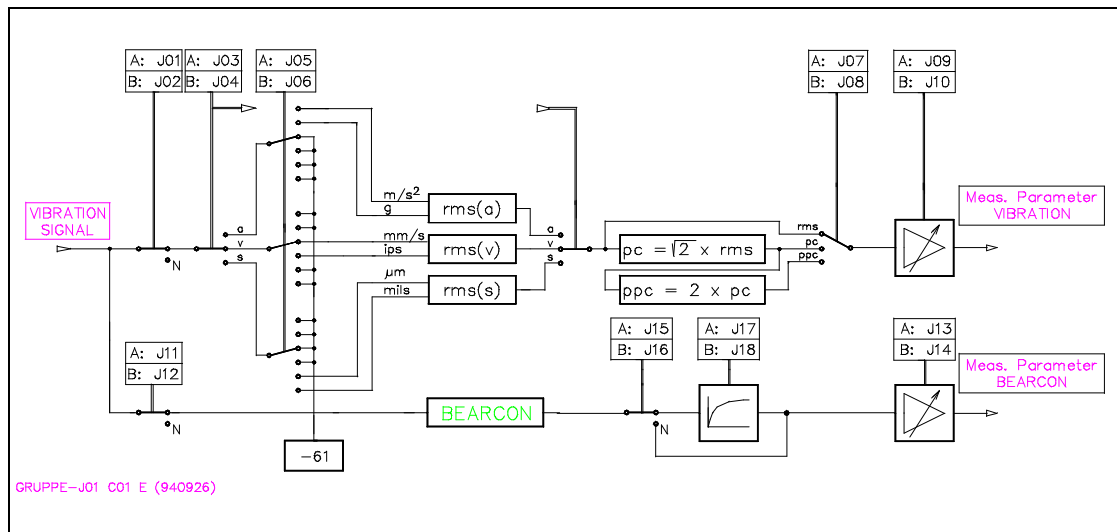 A: J01
B: J02
A: J03
B: J04
A: J05
B: J06
A: J07
B: J08
A: J09
B: J10
VIBRATION
SIGNAL
N
a
v
s
m/s²
g
mm/s
ips
µm
mils
rms(a)
rms(v)
rms(s)
a
v
s
pc = √2 x rms
ppc = 2 x pc
rms
pc
ppc
Meas. Parameter
VIBRATION
A: J11
B: J12
N
BEARCON
A: J15
B: J16
N
A: J17
B: J18
A: J13
B: J14
Meas. Parameter
BEARCON
-61
GRUPPE-J01 C01 E (940926)